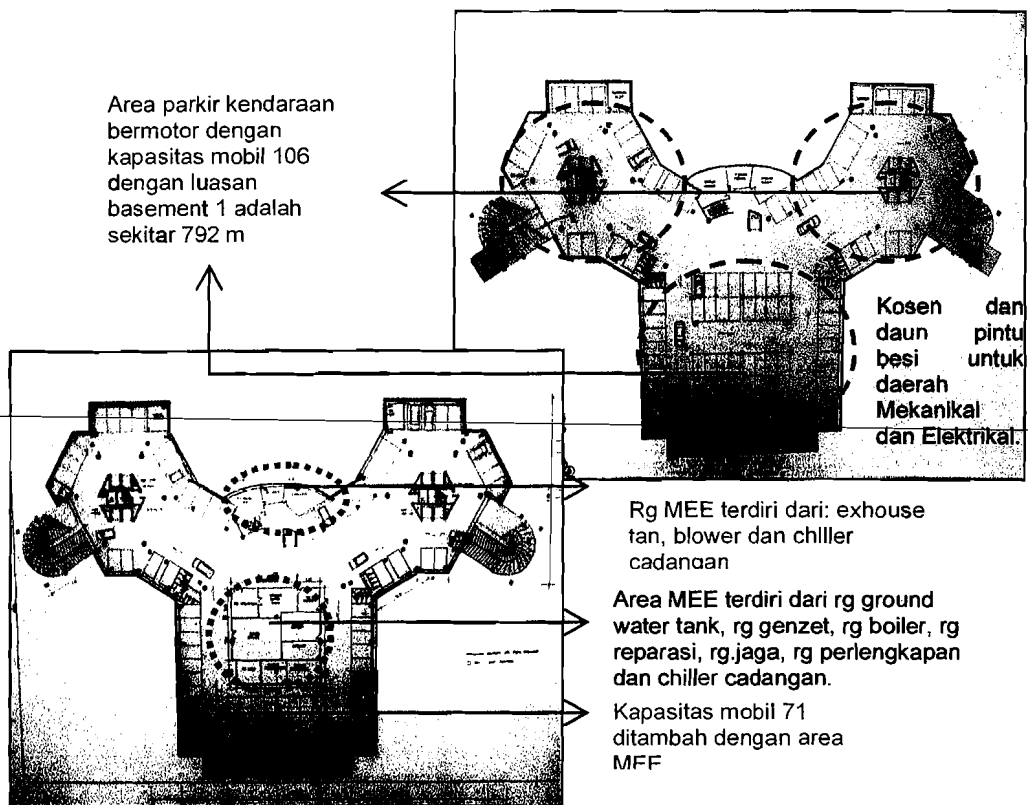 Area parkir kendaraan
bermotor dengan
kapasitas mobil 106
dengan luasan
basement 1 adalah
sekitar 792 m
Kosen dan
daun pintu
besi untuk
daerah
Mekanikal
dan Elektrikal.
Rg MEE terdiri dari: exhouse
tan, blower dan chiller
cadangan
Area MEE terdiri dari rg ground
water tank, rg genzet, rg boiler, rg
reparasi, rg.jaga, rg perlengkapan
dan chiller cadangan.
Kapasitas mobil 71
ditambah dengan area
MEE